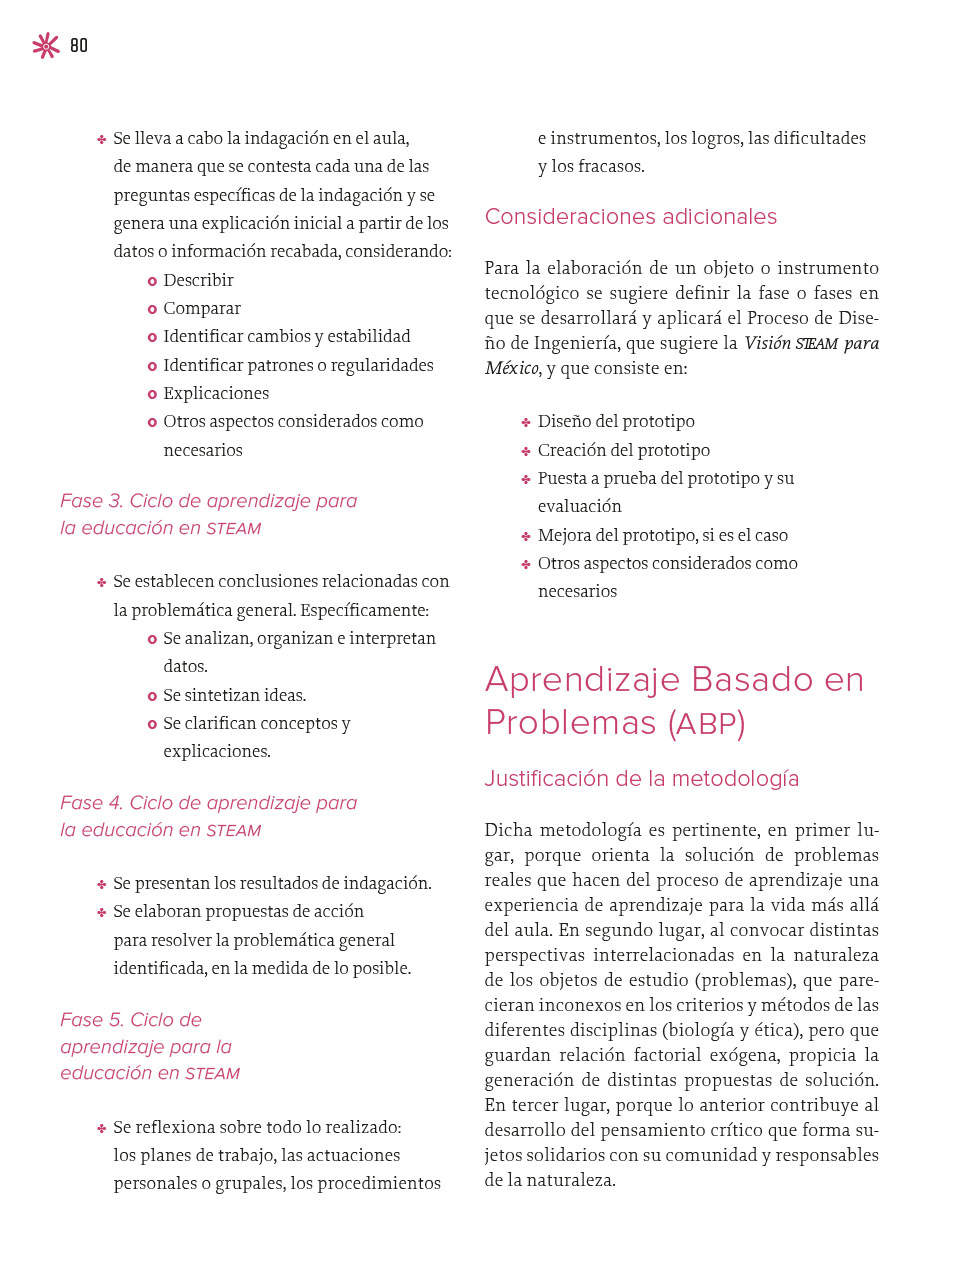 80
✤ Se lleva a cabo la indagación en el aula,
de manera que se contesta cada una de las
preguntas específicas de la indagación y se
genera una explicación inicial a partir de los
datos o información recabada, considerando:
o Describir
o Comparar
o Identificar cambios y estabilidad
o Identificar patrones o regularidades
o Explicaciones
o Otros aspectos considerados como
necesarios
Fase 3. Ciclo de aprendizaje para
la educación en STEAM
✤ Se establecen conclusiones relacionadas con
la problemática general. Específicamente:
o Se analizan, organizan e interpretan
datos.
o Se sintetizan ideas.
o Se clarifican conceptos y
explicaciones.
Fase 4. Ciclo de aprendizaje para
la educación en STEAM
✤ Se presentan los resultados de indagación.
✤ Se elaboran propuestas de acción
para resolver la problemática general
identificada, en la medida de lo posible.
Fase 5. Ciclo de
aprendizaje para la
educación en STEAM
✤ Se reflexiona sobre todo lo realizado:
los planes de trabajo, las actuaciones
personales o grupales, los procedimientos
e instrumentos, los logros, las dificultades
y los fracasos.
Consideraciones adicionales
Para la elaboración de un objeto o instrumento
tecnológico se sugiere definir la fase o fases en
que se desarrollará y aplicará el Proceso de Dise-
ño de Ingeniería, que sugiere la Visión STEAM para
México, y que consiste en:
✤ Diseño del prototipo
✤ Creación del prototipo
✤ Puesta a prueba del prototipo y su
evaluación
✤ Mejora del prototipo, si es el caso
✤ Otros aspectos considerados como
necesarios
Aprendizaje Basado en
Problemas (ABP)
Justificación de la metodología
Dicha metodología es pertinente, en primer lu-
gar, porque orienta la solución de problemas
reales que hacen del proceso de aprendizaje una
experiencia de aprendizaje para la vida más allá
del aula. En segundo lugar, al convocar distintas
perspectivas interrelacionadas en la naturaleza
de los objetos de estudio (problemas), que pare-
cieran inconexos en los criterios y métodos de las
diferentes disciplinas (biología y ética), pero que
guardan relación factorial exógena, propicia la
generación de distintas propuestas de solución.
En tercer lugar, porque lo anterior contribuye al
desarrollo del pensamiento crítico que forma su-
jetos solidarios con su comunidad y responsables
de la naturaleza.